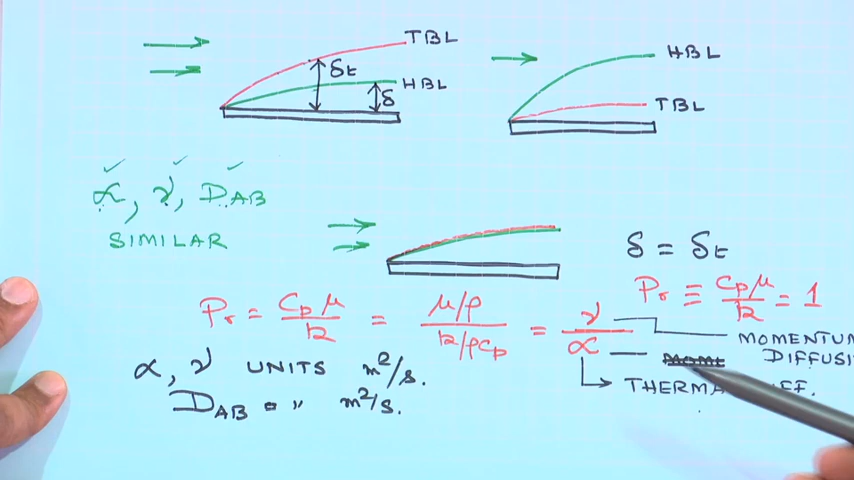 TBL
δt
HBL
δ
HBL
TBL
α, ν, DAB
SIMILAR
δ = δt
Pr ≡ Cpμ/k = 1
Pr = Cpμ/k = μ/ρ / k/ρCp = ν/α
MOMENTUM
DIFFUSI
THERMA
FF.
α, ν UNITS m²/s.
DAB = " m²/s.